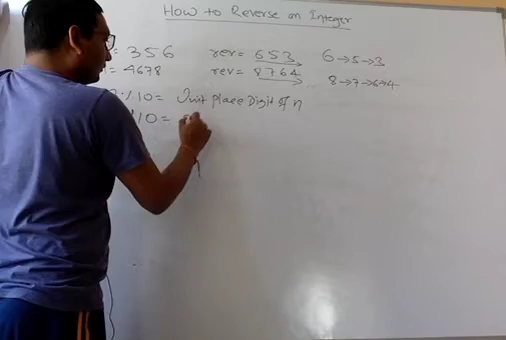 How to Reverse an Integer
= 356 rev = 653 6→5→3
= 4678 rev = 8764 8→7→6→4
%10 = Unit place Digit of n
/10 =